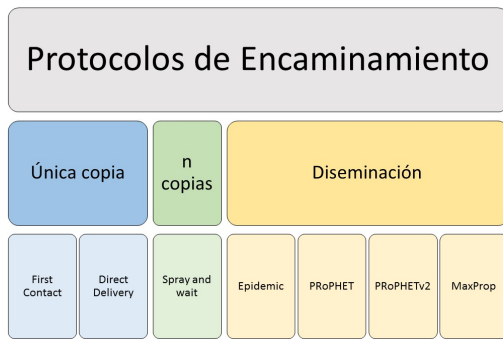 Protocolos de Encaminamiento
Única copia
n
copias
Diseminación
First
Contact
Direct
Delivery
Spray and
wait
Epidemic
PRoPHET
PRoPHETv2
MaxProp